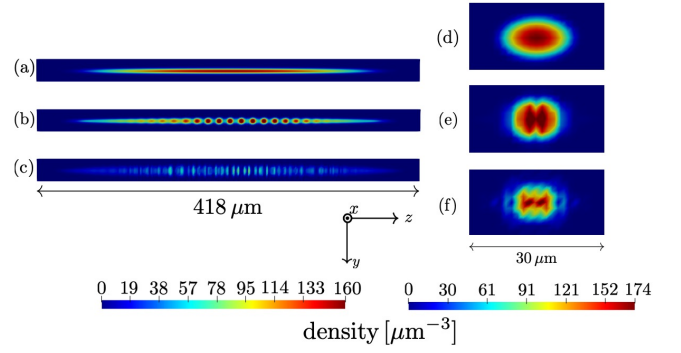 (a)
(b)
(c)
418 μm
(d)
(e)
(f)
30 μm
x
z
y
0 19 38 57 78 95 114 133 160
0 30 61 91 121 152 174
density [μm⁻³]